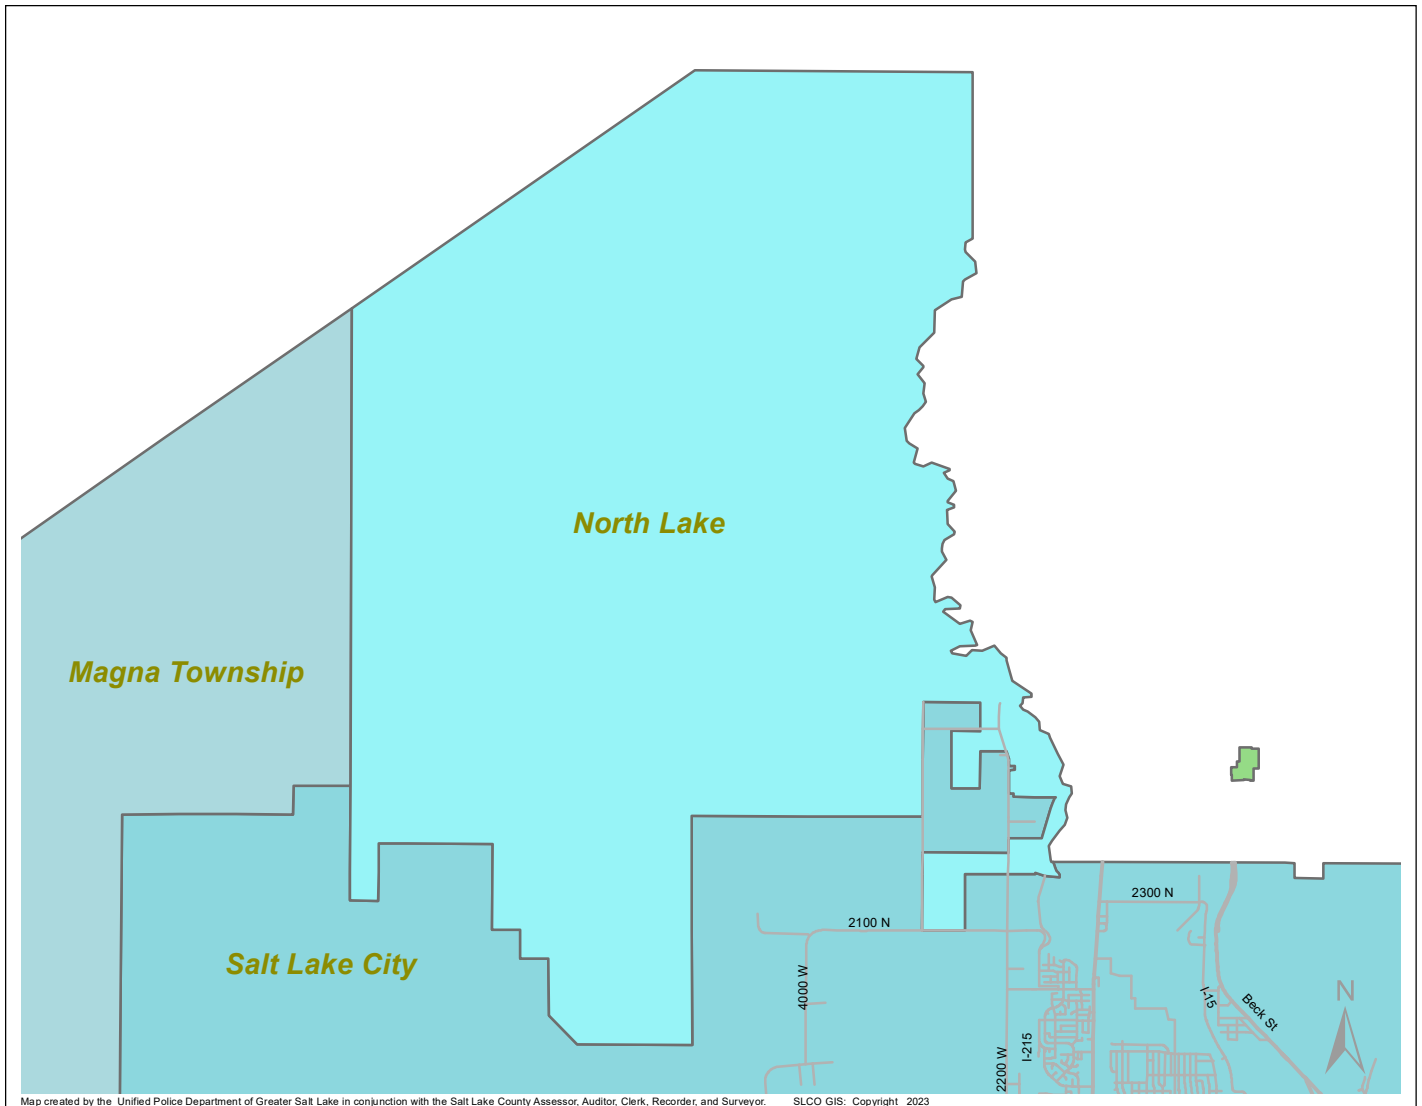 North Lake
Magna Township
2300 N
2100 N
Salt Lake City
4000 W
I-15
Beck St
N
I-215
2200 W
Map created by the Unified Police Department of Greater Salt Lake in conjunction with the Salt Lake County Assessor, Auditor, Clerk, Recorder, and Surveyor. SLCO GIS: Copyright 2023